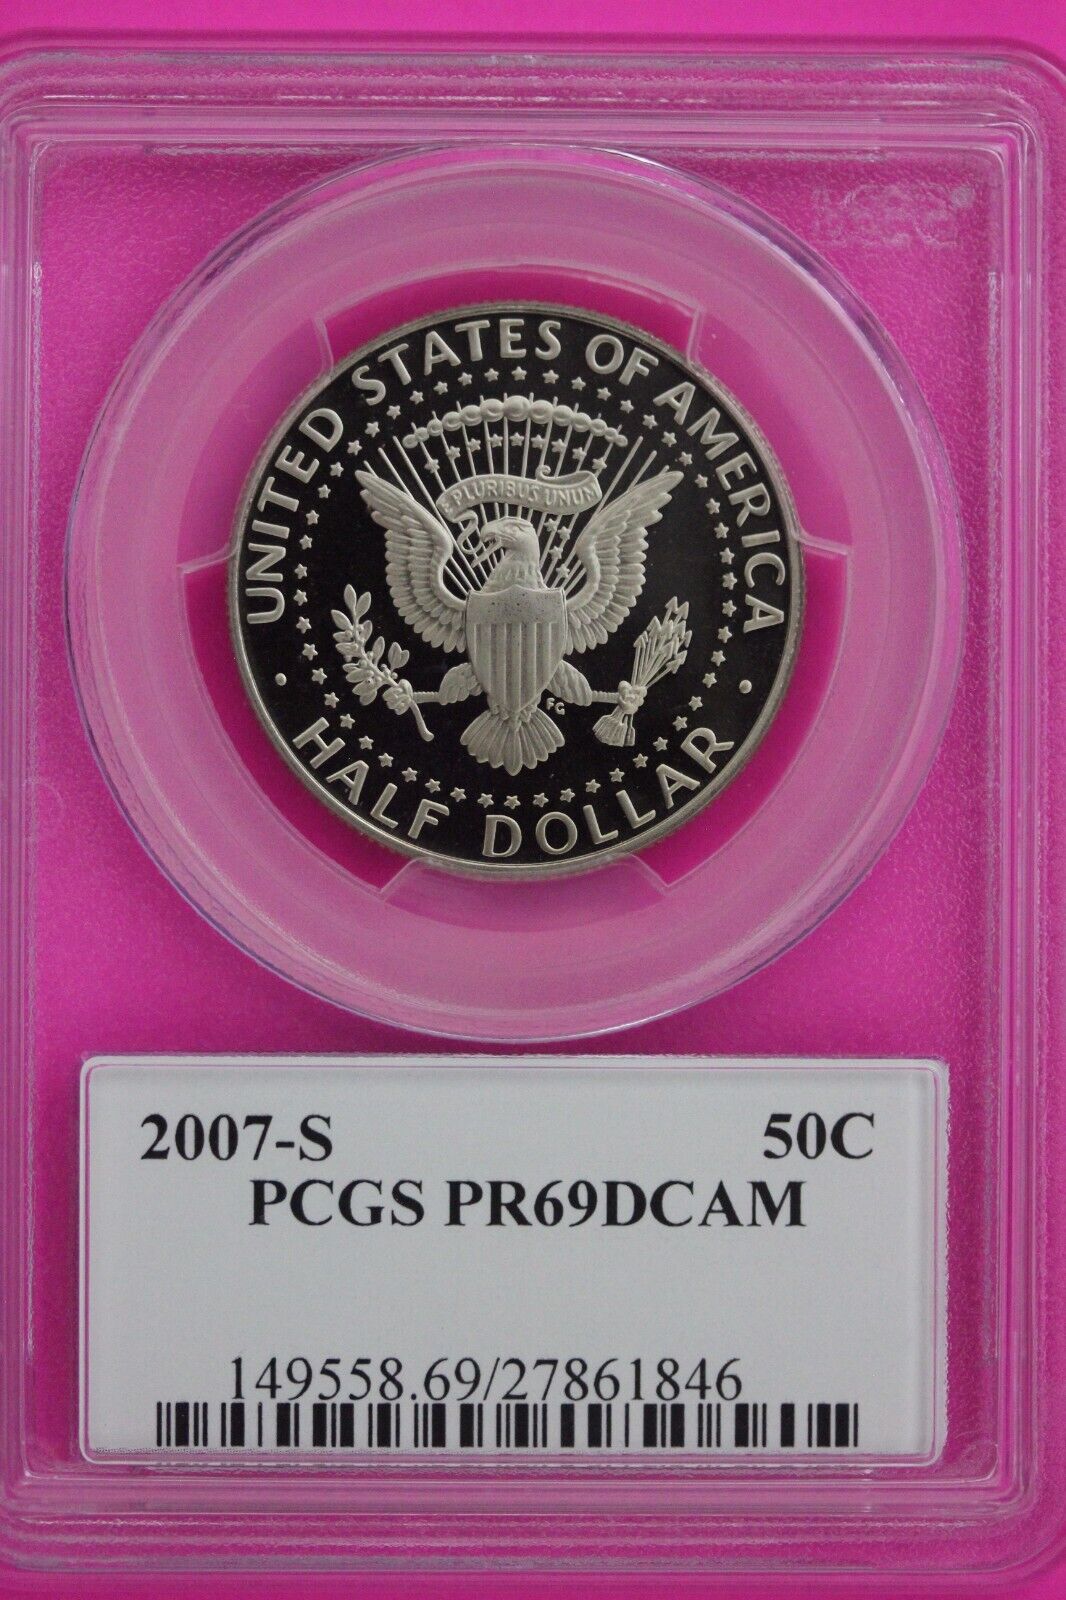 UNITED STATES OF AMERICA
E PLURIBUS UNUM
FG
· HALF DOLLAR ·
2007-S 50C
PCGS PR69DCAM
149558.69/27861846